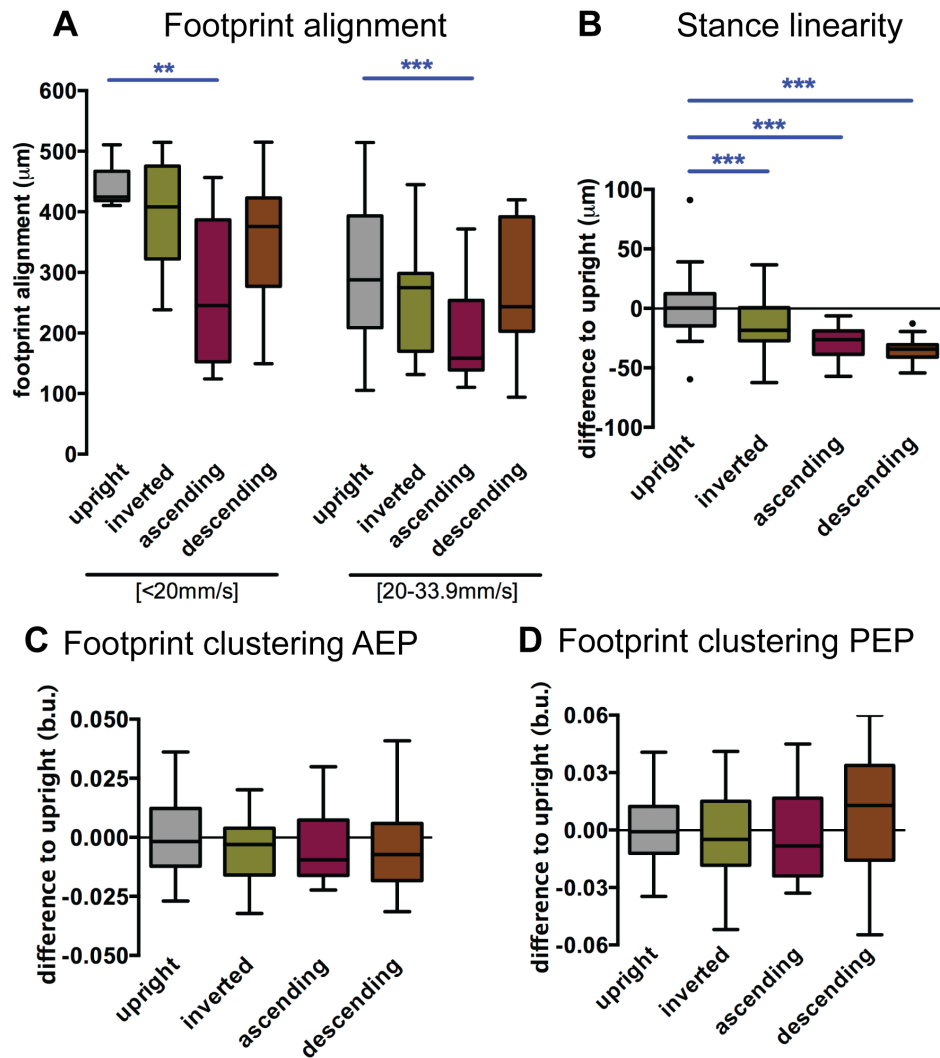 A Footprint alignment
footprint alignment (μm)
600
500
400
300
200
100
0
**
***
upright
inverted
ascending
descending
[<20mm/s]
upright
inverted
ascending
descending
[20-33.9mm/s]
B Stance linearity
difference to upright (μm)
100
50
0
-50
-100
***
***
***
upright
inverted
ascending
descending
C Footprint clustering AEP
difference to upright (b.u.)
0.050
0.025
0.000
-0.025
-0.050
upright
inverted
ascending
descending
D Footprint clustering PEP
difference to upright (b.u.)
0.06
0.03
0.00
-0.03
-0.06
upright
inverted
ascending
descending